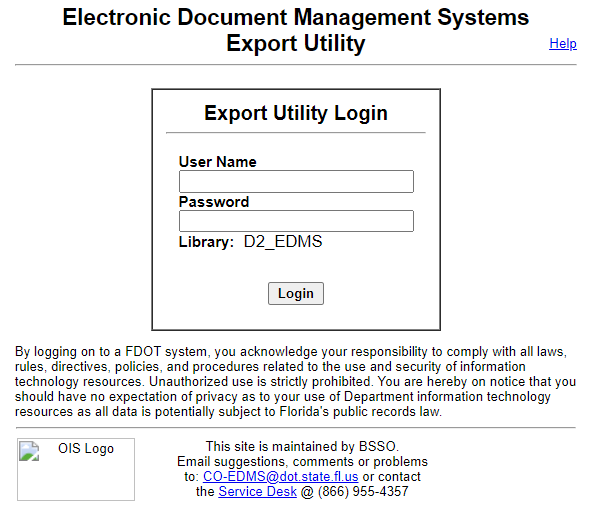 Electronic Document Management Systems
Export Utility
Help
Export Utility Login
User Name
Password
Library: D2_EDMS
Login
By logging on to a FDOT system, you acknowledge your responsibility to comply with all laws,
rules, directives, policies, and procedures related to the use and security of information
technology resources. Unauthorized use is strictly prohibited. You are hereby on notice that you
should have no expectation of privacy as to your use of Department information technology
resources as all data is potentially subject to Florida's public records law.
OIS Logo
This site is maintained by BSSO.
Email suggestions, comments or problems
to: CO-EDMS@dot.state.fl.us or contact
the Service Desk @ (866) 955-4357